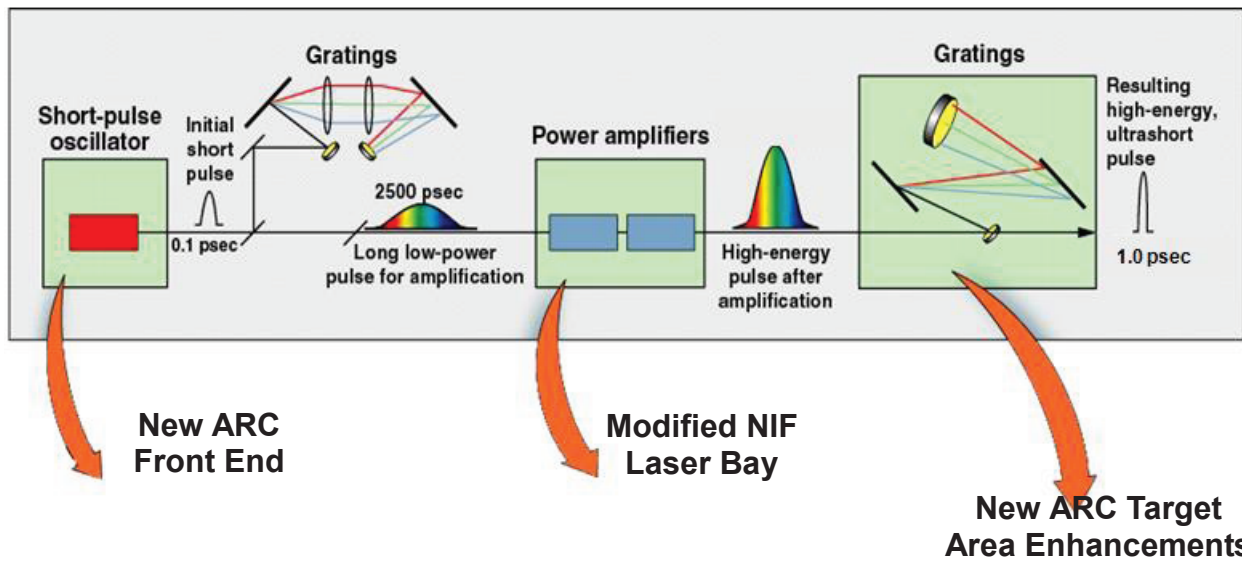 Gratings
Short-pulse
oscillator
Initial
short
pulse
0.1 psec
2500 psec
Long low-power
pulse for amplification
Power amplifiers
High-energy
pulse after
amplification
Gratings
Resulting
high-energy,
ultrashort
pulse
1.0 psec
New ARC
Front End
Modified NIF
Laser Bay
New ARC Target
Area Enhancements